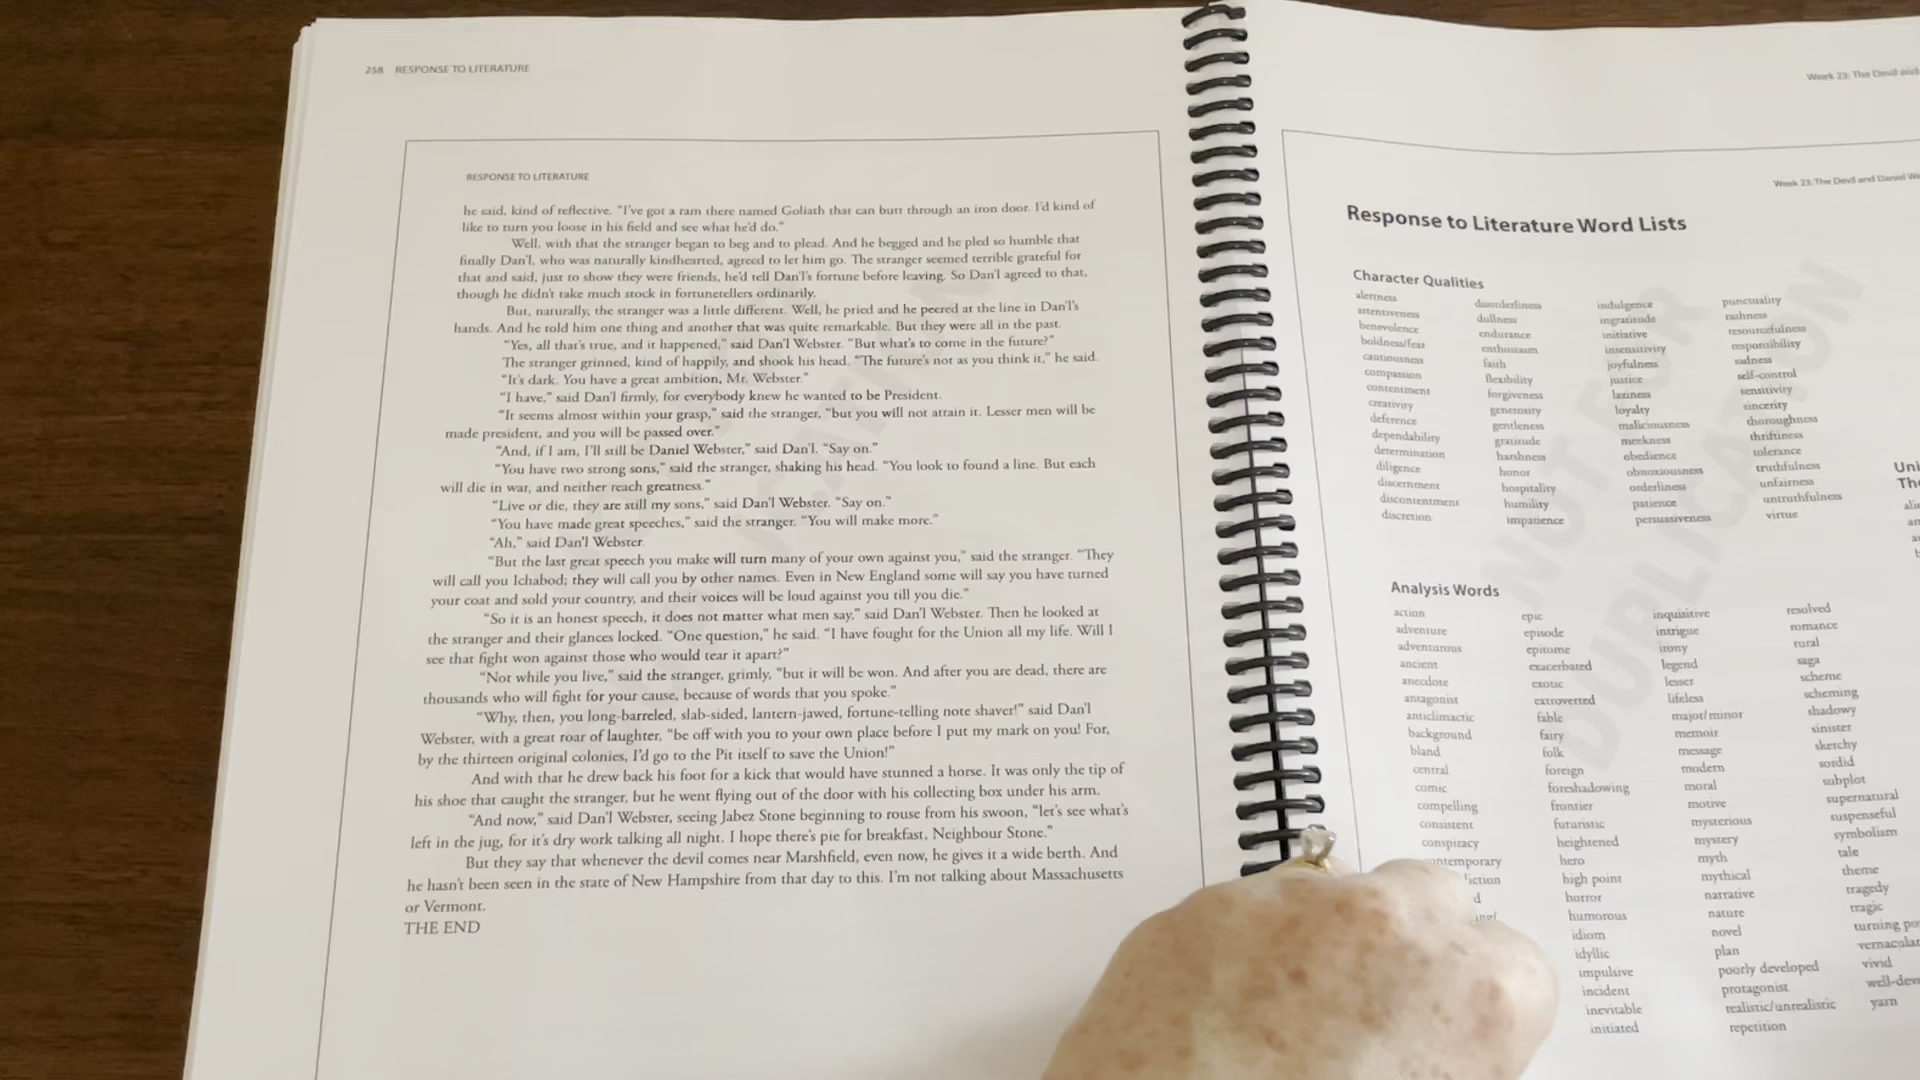 258 RESPONSE TO LITERATURE
RESPONSE TO LITERATURE
he said, kind of reflective. “I’ve got a ram there named Goliath that can butt through an iron door. I’d kind of
like to turn you loose in his field and see what he’d do.”
Well, with that the stranger began to beg and to plead. And he begged and he pled so humble that
finally Dan’l, who was naturally kindhearted, agreed to let him go. The stranger seemed terrible grateful for
that and said, just to show they were friends, he’d tell Dan’l’s fortune before leaving. So Dan’l agreed to that,
though he didn’t take much stock in fortunetellers ordinarily.
But, naturally, the stranger was a little different. Well, he pried and he peered at the line in Dan’l’s
hands. And he told him one thing and another that was quite remarkable. But they were all in the past.
“Yes, all that’s true, and it happened,” said Dan’l Webster. “But what’s to come in the future?”
The stranger grinned, kind of happily, and shook his head. “The future’s not as you think it,” he said.
“It’s dark. You have a great ambition, Mr. Webster.”
“I have,” said Dan’l firmly, for everybody knew he wanted to be President.
“It seems almost within your grasp,” said the stranger, “but you will not attain it. Lesser men will be
made president, and you will be passed over.”
“And, if I am, I’ll still be Daniel Webster,” said Dan’l. “Say on.”
“You have two strong sons,” said the stranger, shaking his head. “You look to found a line. But each
will die in war, and neither reach greatness.”
“Live or die, they are still my sons,” said Dan’l Webster. “Say on.”
“You have made great speeches,” said the stranger. “You will make more.”
“Ah,” said Dan’l Webster.
“But the last great speech you make will turn many of your own against you,” said the stranger. “They
will call you Ichabod; they will call you by other names. Even in New England some will say you have turned
your coat and sold your country, and their voices will be loud against you till you die.”
“So it is an honest speech, it does not matter what men say,” said Dan’l Webster. Then he looked at
the stranger and their glances locked. “One question,” he said. “I have fought for the Union all my life. Will I
see that fight won against those who would tear it apart?”
“Not while you live,” said the stranger, grimly, “but it will be won. And after you are dead, there are
thousands who will fight for your cause, because of words that you spoke.”
“Why, then, you long-barreled, slab-sided, lantern-jawed, fortune-telling note shaver!” said Dan’l
Webster, with a great roar of laughter, “be off with you to your own place before I put my mark on you! For,
by the thirteen original colonies, I’d go to the Pit itself to save the Union!”
And with that he drew back his foot for a kick that would have stunned a horse. It was only the tip of
his shoe that caught the stranger, but he went flying out of the door with his collecting box under his arm.
“And now,” said Dan’l Webster, seeing Jabez Stone beginning to rouse from his swoon, “let’s see what’s
left in the jug, for it’s dry work talking all night. I hope there’s pie for breakfast, Neighbour Stone.”
But they say that whenever the devil comes near Marshfield, even now, he gives it a wide berth. And
he hasn’t been seen in the state of New Hampshire from that day to this. I’m not talking about Massachusetts
or Vermont.
THE END
Week 23: The Devil and
Week 23: The Devil and Daniel We
Response to Literature Word Lists
Character Qualities
alertness disorderliness indulgence punctuality
attentiveness dullness ingratitude rashness
benevolence endurance initiative resourcefulness
boldness/fear enthusiasm insensitivity responsibility
cautiousness faith joyfulness sadness
compassion flexibility justice self-control
contentment forgiveness laziness sensitivity
creativity generosity loyalty sincerity
deference gentleness maliciousness thoroughness
dependability gratitude meekness thriftiness
determination harshness obedience tolerance
diligence honor obnoxiousness truthfulness
discernment hospitality orderliness unfairness
discontentment humility patience untruthfulness
discretion impatience persuasiveness virtue
Uni
The
Analysis Words
action epic inquisitive resolved
adventure episode intrigue romance
adventurous epitome irony rural
ancient exacerbated legend saga
anecdote exotic lesser scheme
antagonist extroverted lifeless scheming
anticlimactic fable major/minor shadowy
background fairy memoir sinister
bland folk message sketchy
central foreign modern sordid
comic foreshadowing moral subplot
compelling frontier motive supernatural
consistent futuristic mysterious suspenseful
conspiracy heightened mystery symbolism
ontemporary hero myth tale
iction high point mythical theme
d horror narrative tragedy
humorous nature tragic
idiom novel turning po
idyllic plan vernacular
impulsive poorly developed vivid
incident protagonist well-deve
inevitable realistic/unrealistic yarn
initiated repetition
NOT FOR
DUPLICATION